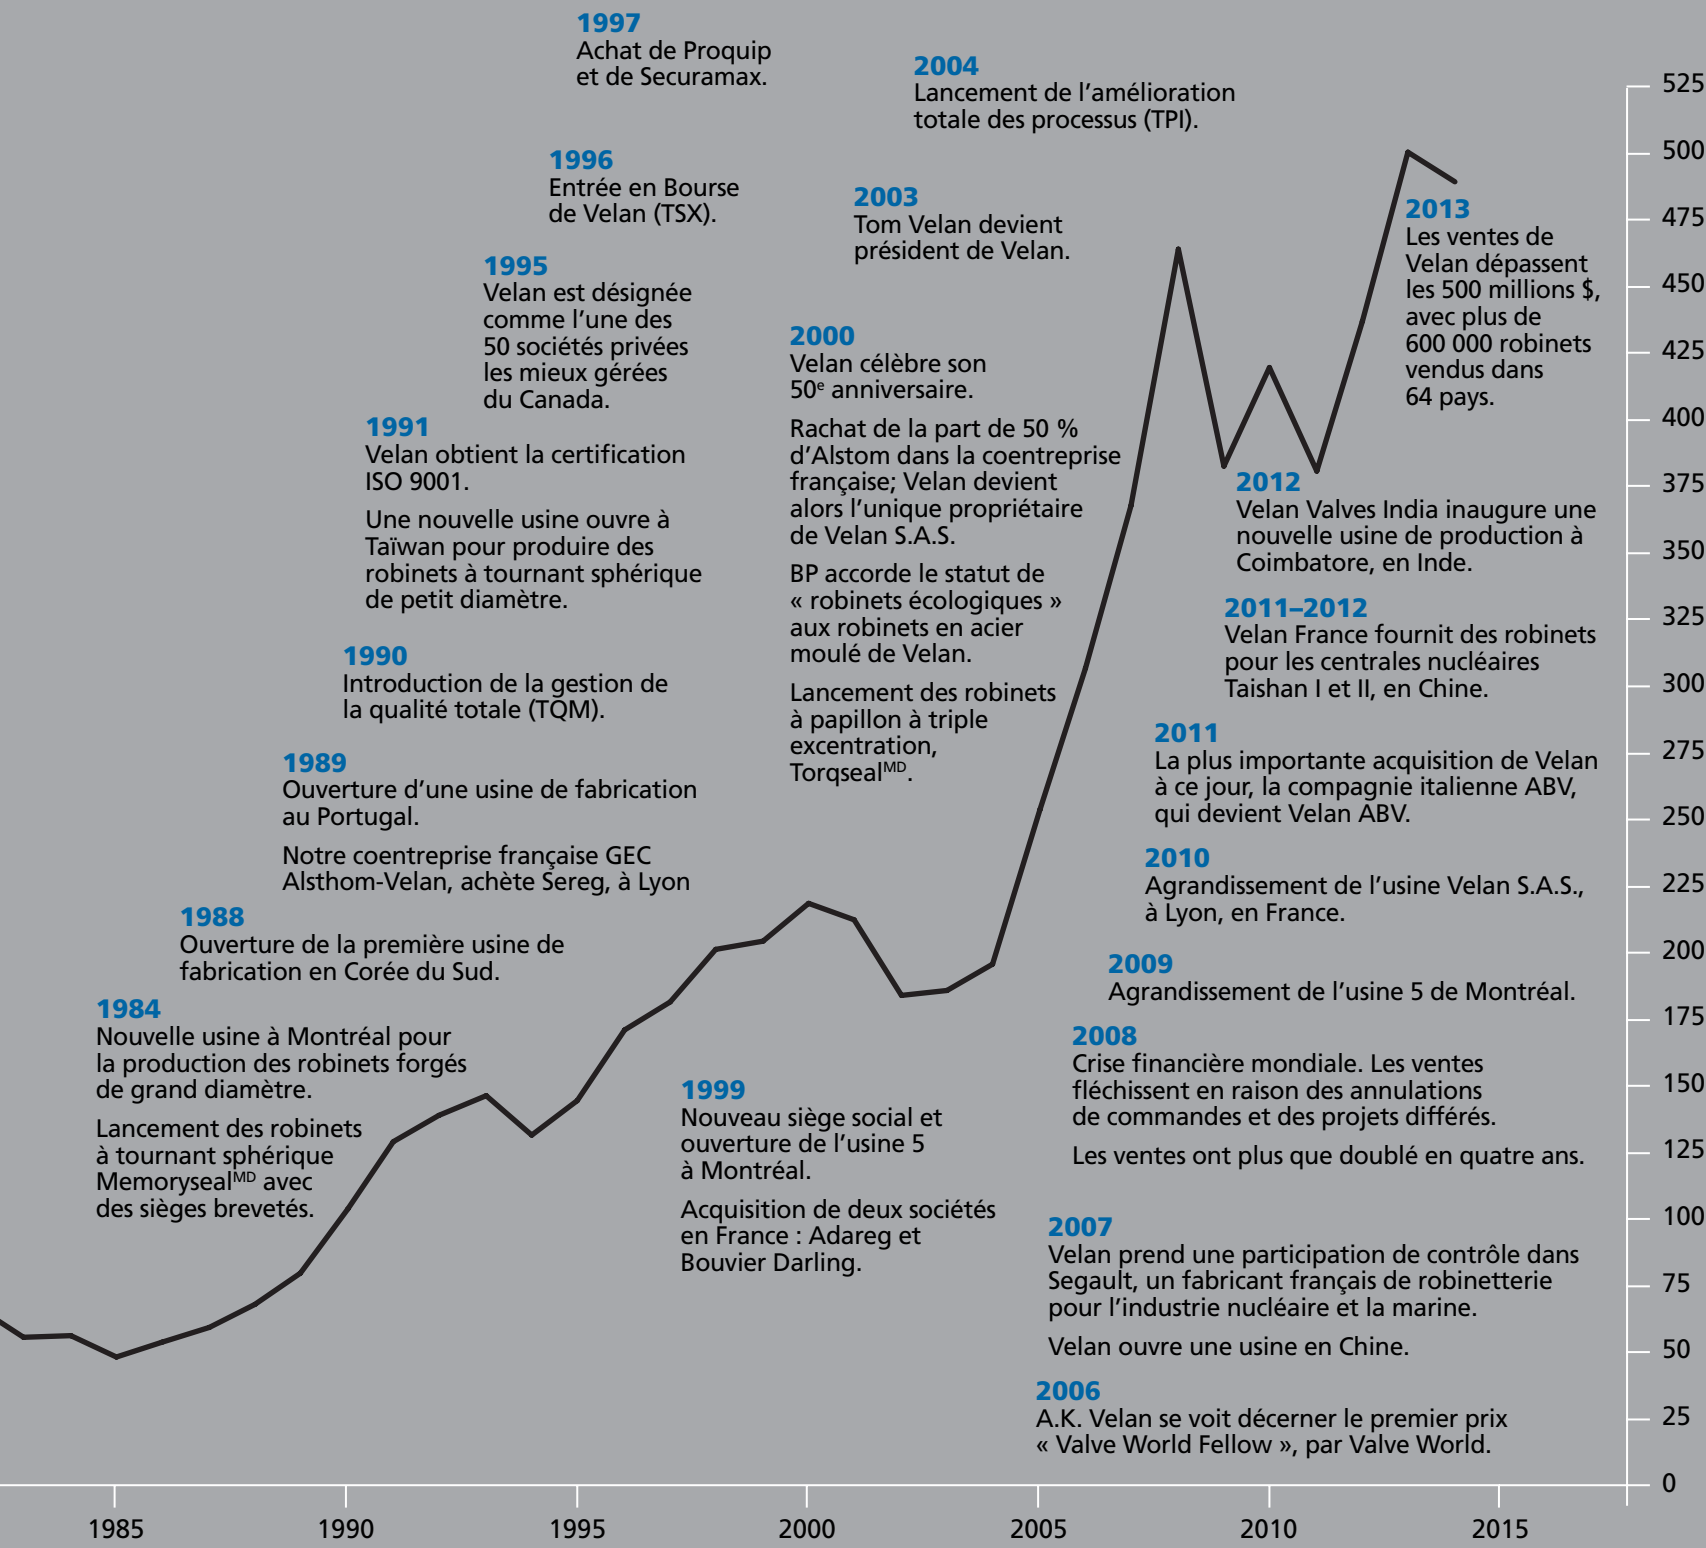 1997
Achat de Proquip
et de Securamax.
2004
Lancement de l'amélioration
totale des processus (TPI).
1996
Entrée en Bourse
de Velan (TSX).
2003
Tom Velan devient
président de Velan.
2013
Les ventes de
Velan dépassent
les 500 millions $,
avec plus de
600 000 robinets
vendus dans
64 pays.
1995
Velan est désignée
comme l'une des
50 sociétés privées
les mieux gérées
du Canada.
2000
Velan célèbre son
50e anniversaire.
Rachat de la part de 50 %
d'Alstom dans la coentreprise
française; Velan devient
alors l'unique propriétaire
de Velan S.A.S.
BP accorde le statut de
« robinets écologiques »
aux robinets en acier
moulé de Velan.
Lancement des robinets
à papillon à triple
excentration,
TorqsealMD.
1991
Velan obtient la certification
ISO 9001.
Une nouvelle usine ouvre à
Taïwan pour produire des
robinets à tournant sphérique
de petit diamètre.
2012
Velan Valves India inaugure une
nouvelle usine de production à
Coimbatore, en Inde.
2011–2012
Velan France fournit des robinets
pour les centrales nucléaires
Taishan I et II, en Chine.
1990
Introduction de la gestion de
la qualité totale (TQM).
2011
La plus importante acquisition de Velan
à ce jour, la compagnie italienne ABV,
qui devient Velan ABV.
1989
Ouverture d'une usine de fabrication
au Portugal.
Notre coentreprise française GEC
Alsthom-Velan, achète Sereg, à Lyon
2010
Agrandissement de l'usine Velan S.A.S.,
à Lyon, en France.
1988
Ouverture de la première usine de
fabrication en Corée du Sud.
2009
Agrandissement de l'usine 5 de Montréal.
1984
Nouvelle usine à Montréal pour
la production des robinets forgés
de grand diamètre.
Lancement des robinets
à tournant sphérique
MemorysealMD avec
des sièges brevetés.
2008
Crise financière mondiale. Les ventes
fléchissent en raison des annulations
de commandes et des projets différés.
Les ventes ont plus que doublé en quatre ans.
1999
Nouveau siège social et
ouverture de l'usine 5
à Montréal.
Acquisition de deux sociétés
en France : Adareg et
Bouvier Darling.
2007
Velan prend une participation de contrôle dans
Segault, un fabricant français de robinetterie
pour l'industrie nucléaire et la marine.
Velan ouvre une usine en Chine.
2006
A.K. Velan se voit décerner le premier prix
« Valve World Fellow », par Valve World.
525
500
475
450
425
400
375
350
325
300
275
250
225
200
175
150
125
100
75
50
25
0
1985
1990
1995
2000
2005
2010
2015